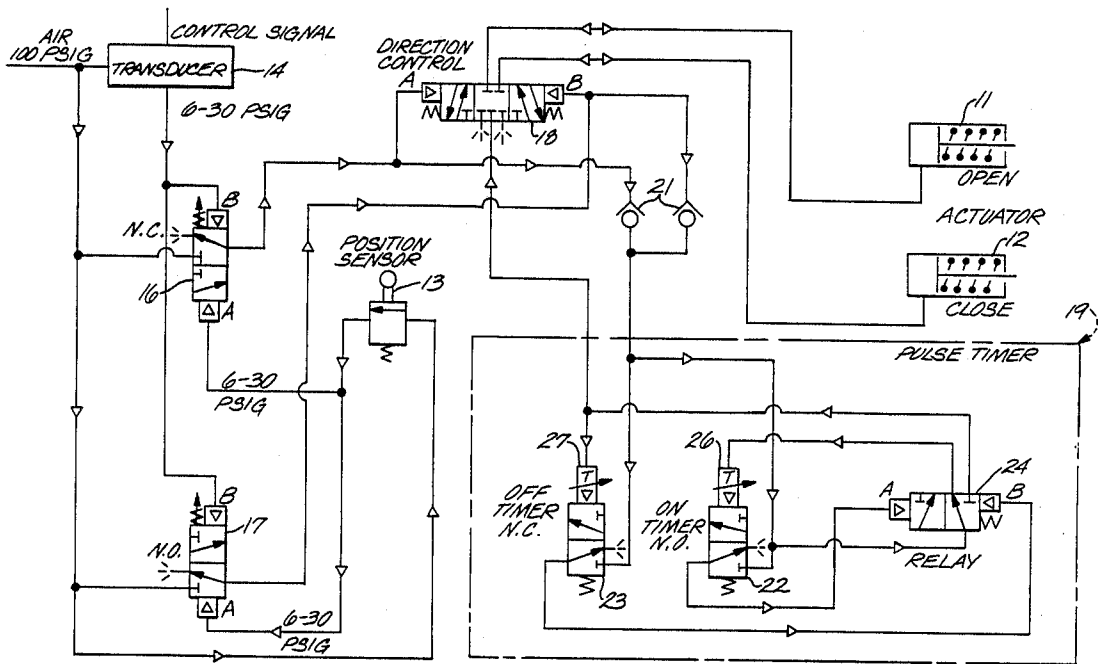 AIR
100 PSIG
CONTROL SIGNAL
TRANSDUCER
14
6-30 PSIG
DIRECTION
CONTROL
A
B
18
11
OPEN
ACTUATOR
12
CLOSE
21
B
N.C.
16
A
POSITION
SENSOR
13
6-30
PSIG
19
PULSE TIMER
27
T
26
T
24
OFF
TIMER
N.C.
ON
TIMER
N.O.
A
B
RELAY
23
22
B
17
N.O.
A
6-30
PSIG